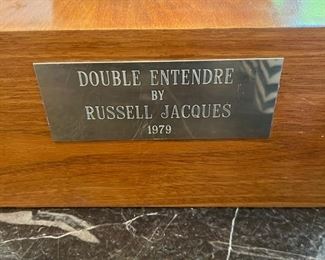 DOUBLE ENTENDRE
BY
RUSSELL JACQUES
1979